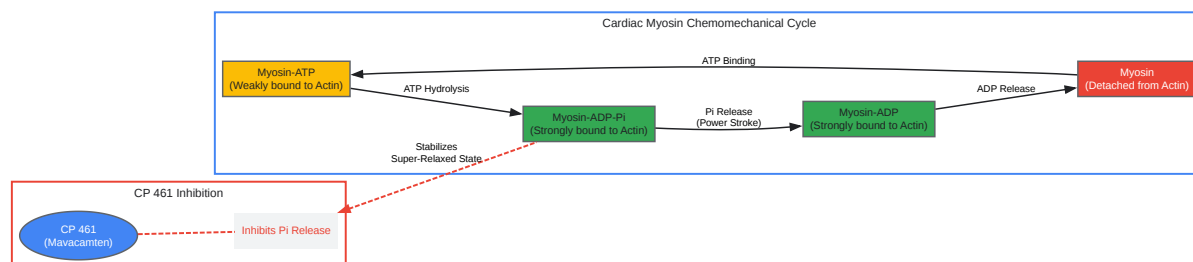 Cardiac Myosin Chemomechanical Cycle
Myosin-ATP
(Weakly bound to Actin)
ATP Binding
Myosin
(Detached from Actin)
ATP Hydrolysis
ADP Release
Myosin-ADP-Pi
(Strongly bound to Actin)
Pi Release
(Power Stroke)
Myosin-ADP
(Strongly bound to Actin)
Stabilizes
Super-Relaxed State
CP 461 Inhibition
CP 461
(Mavacamten)
Inhibits Pi Release